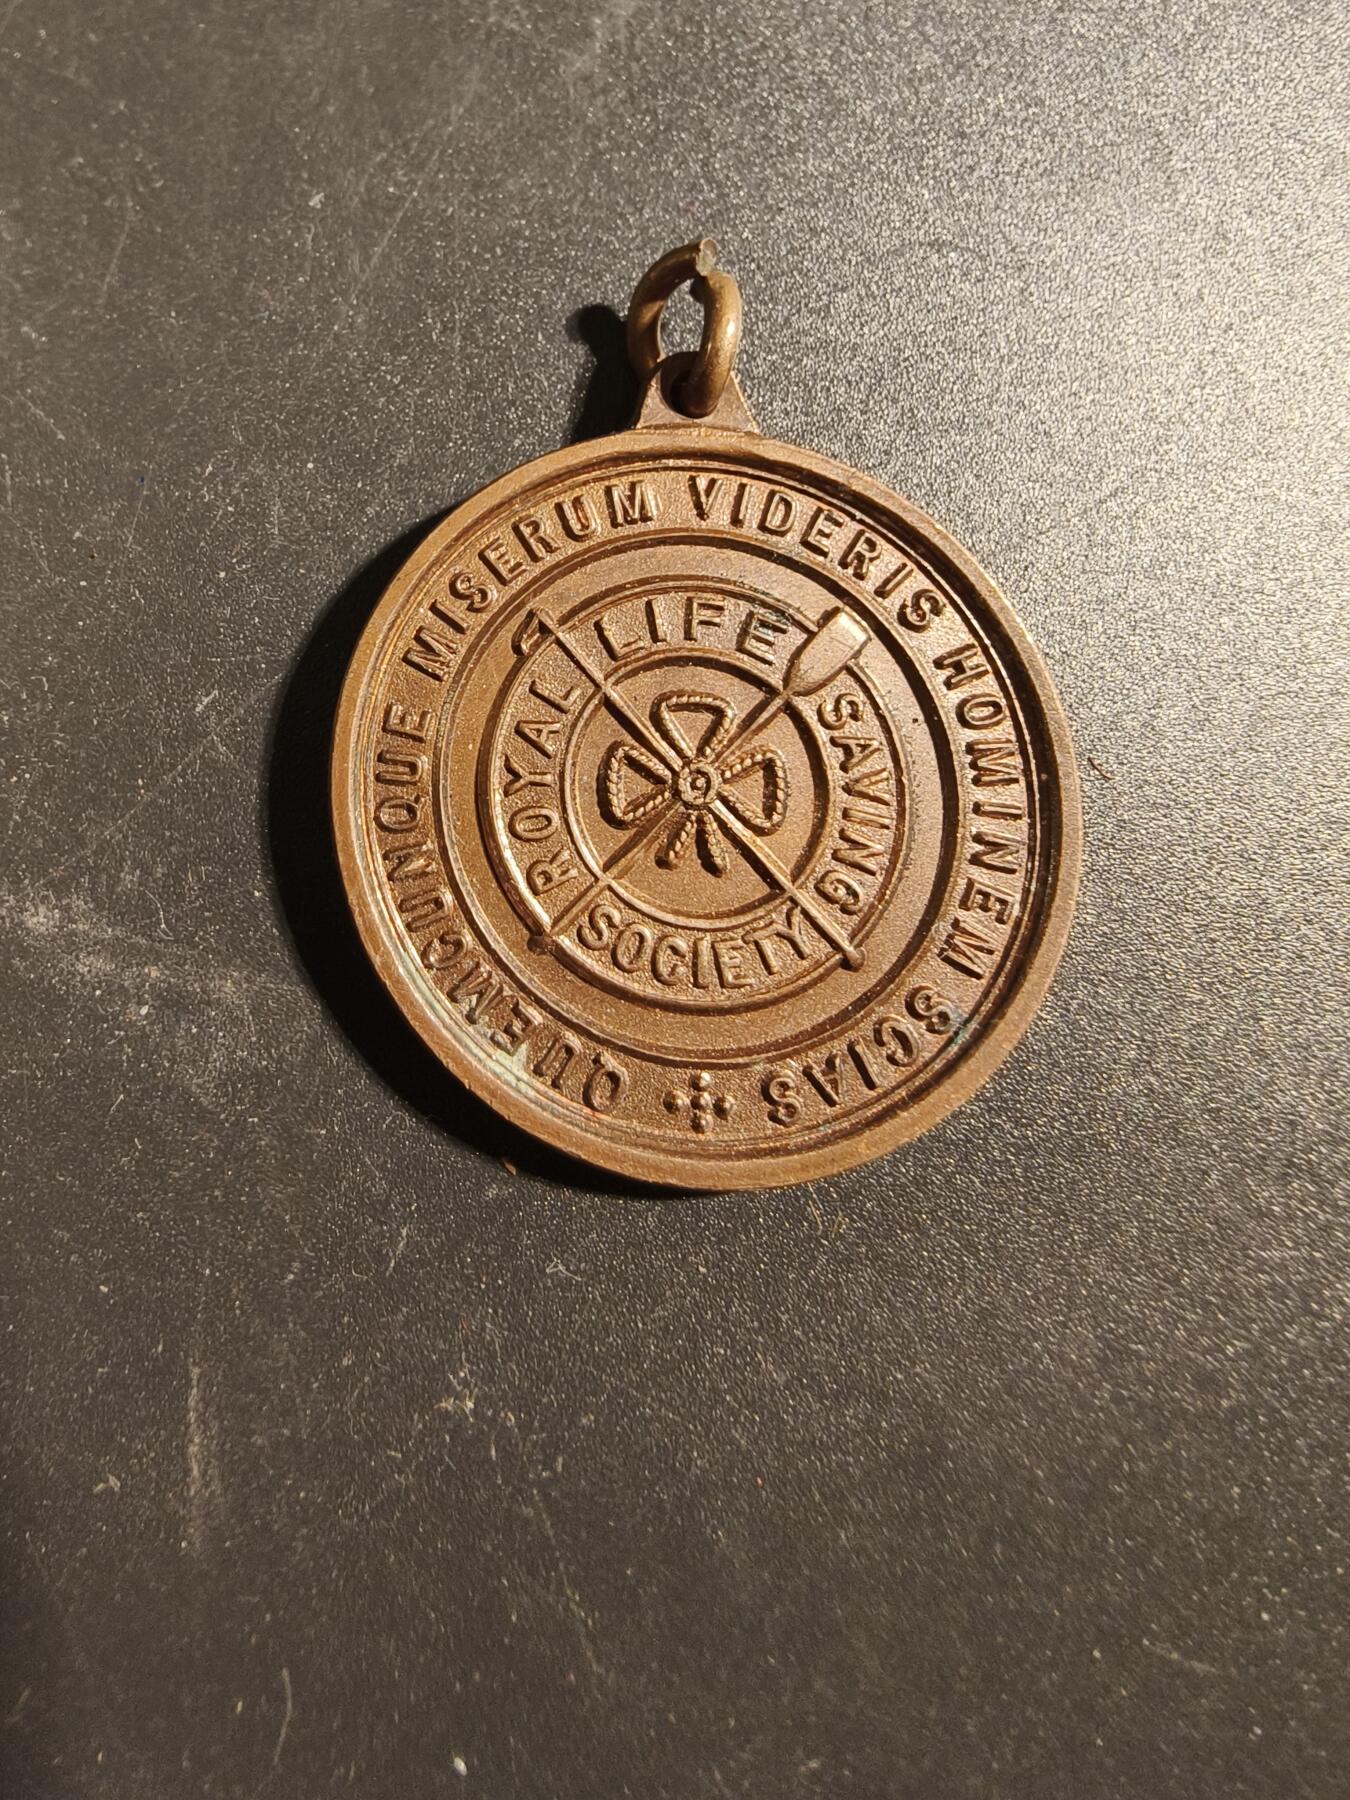 QUEMCUNQUE MISERUM VIDERIS HOMINEM SCIAS
ROYAL LIFE SAVING SOCIETY